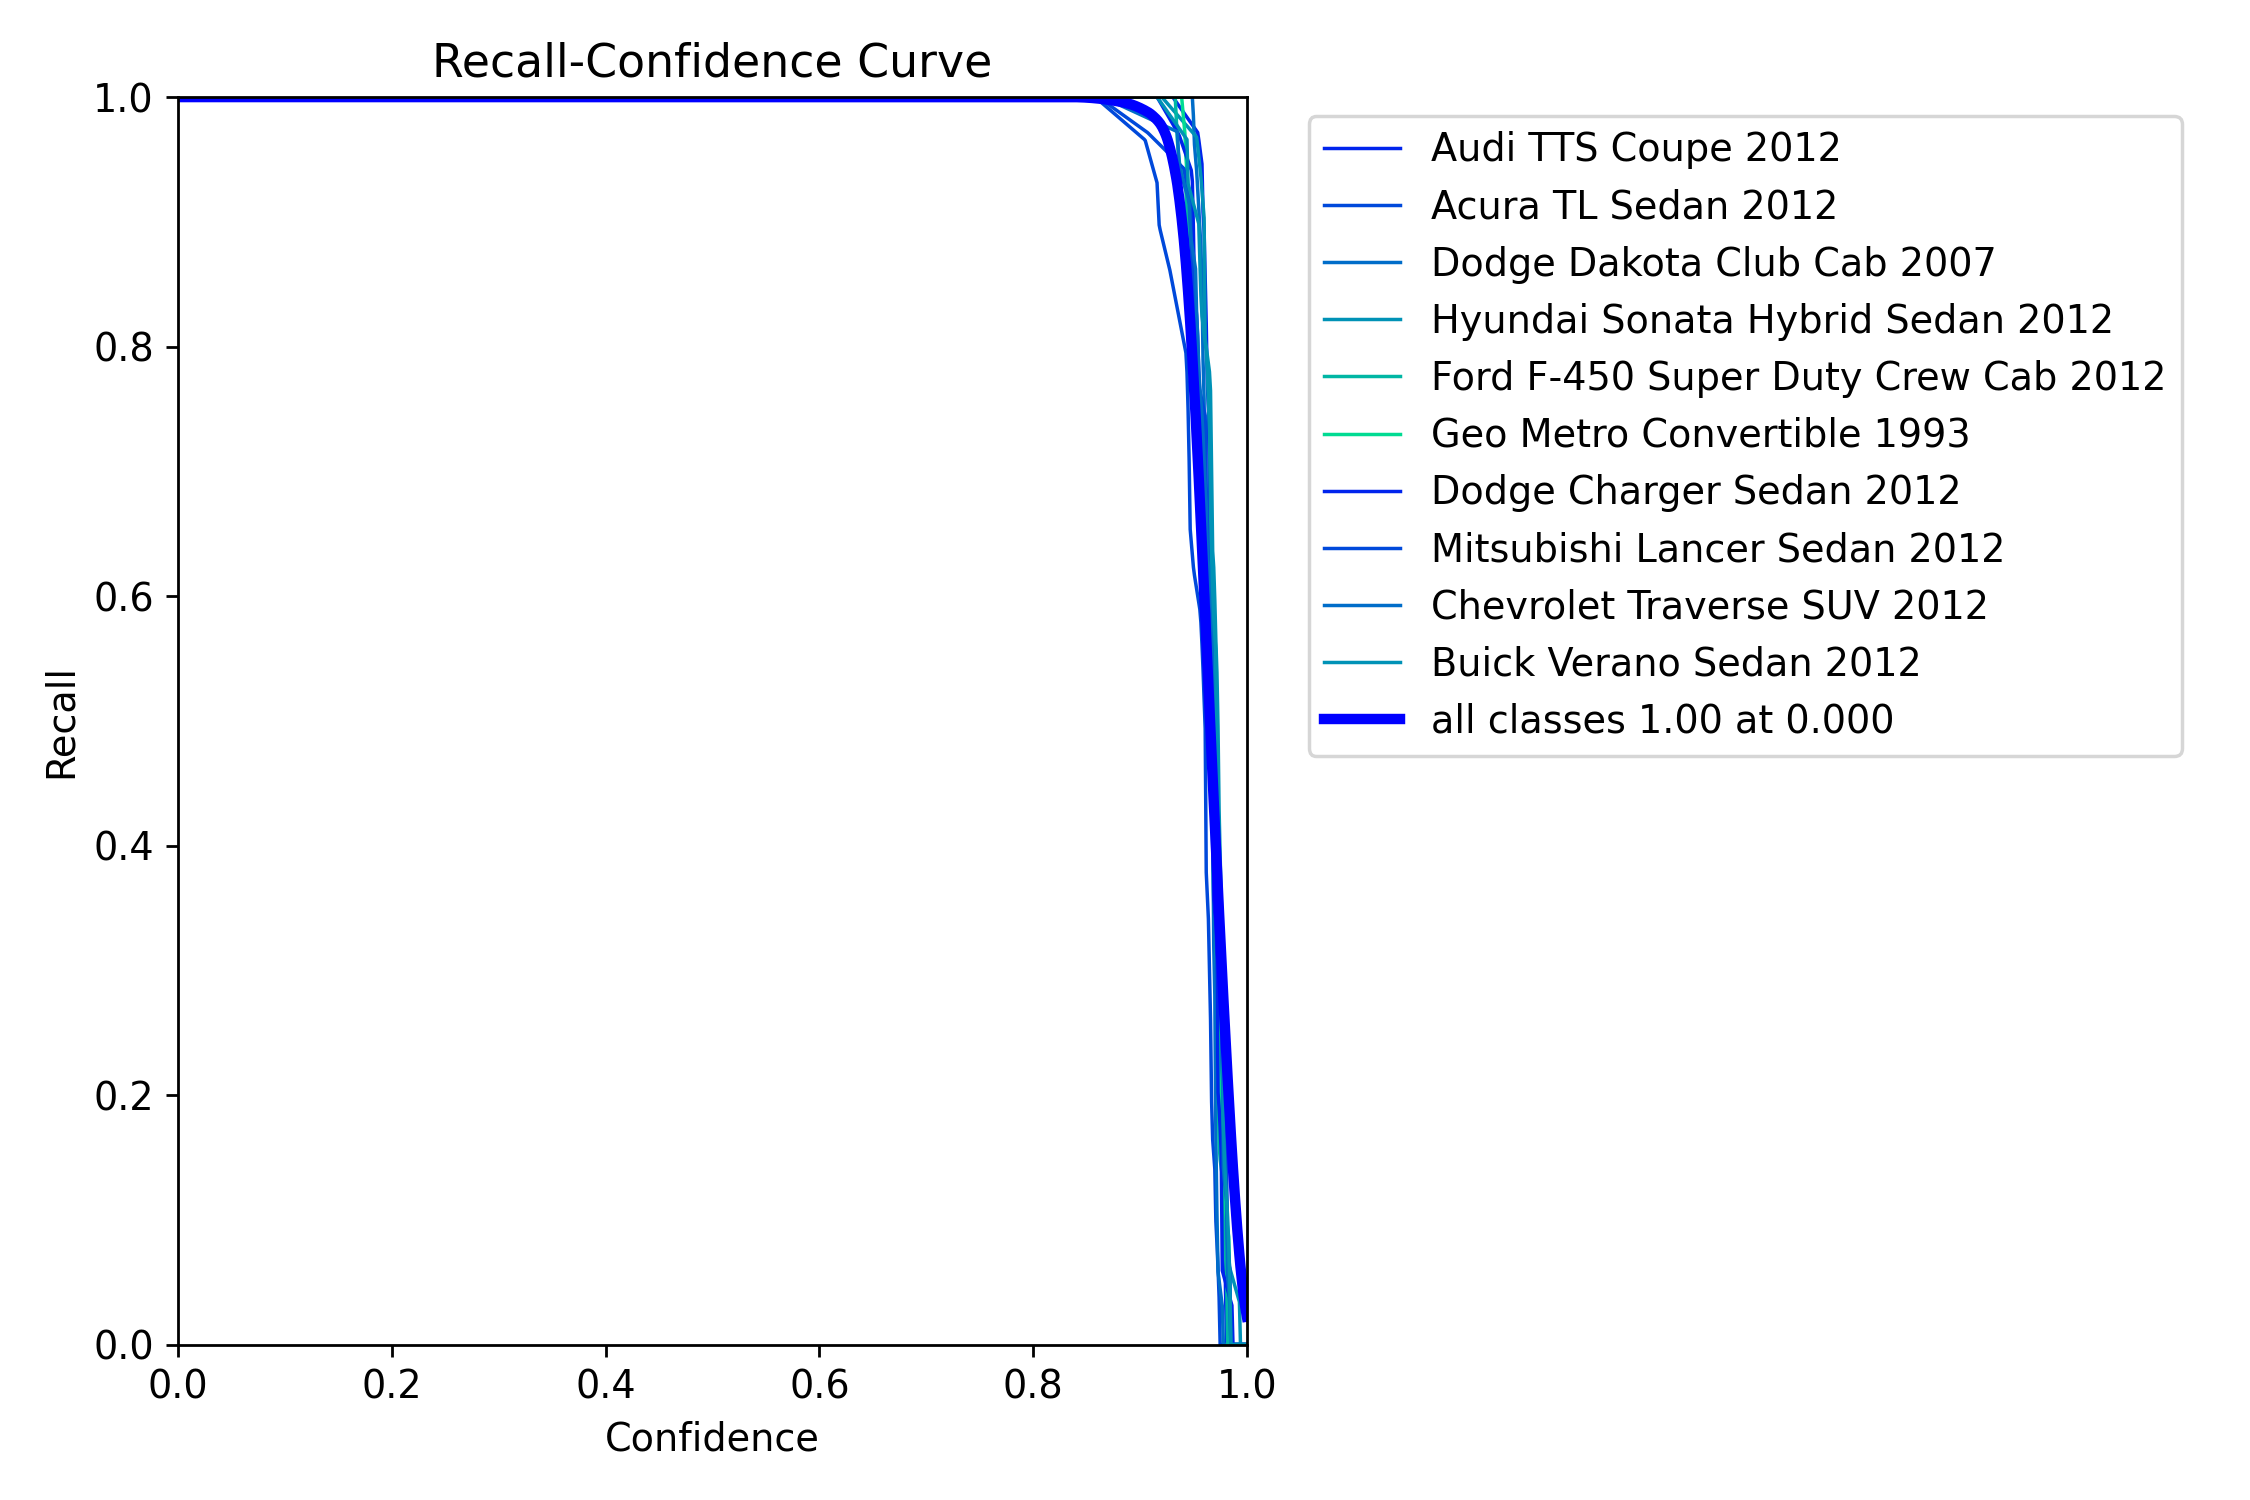 Recall-Confidence Curve
1.0
0.8
0.6
0.4
0.2
0.0
Recall
0.0 0.2 0.4 0.6 0.8 1.0
Confidence
Audi TTS Coupe 2012
Acura TL Sedan 2012
Dodge Dakota Club Cab 2007
Hyundai Sonata Hybrid Sedan 2012
Ford F-450 Super Duty Crew Cab 2012
Geo Metro Convertible 1993
Dodge Charger Sedan 2012
Mitsubishi Lancer Sedan 2012
Chevrolet Traverse SUV 2012
Buick Verano Sedan 2012
all classes 1.00 at 0.000